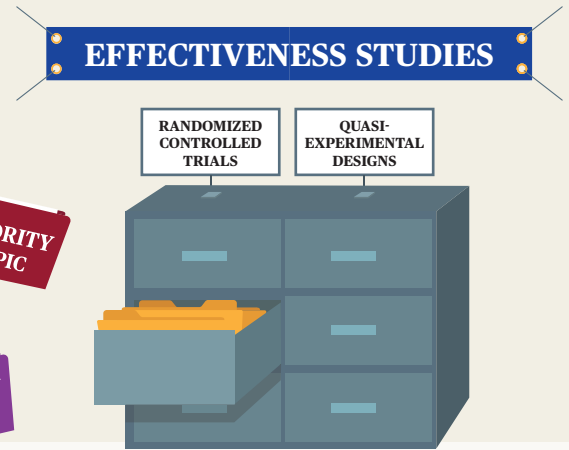 EFFECTIVENESS STUDIES
RANDOMIZED
CONTROLLED
TRIALS
QUASI-
EXPERIMENTAL
DESIGNS